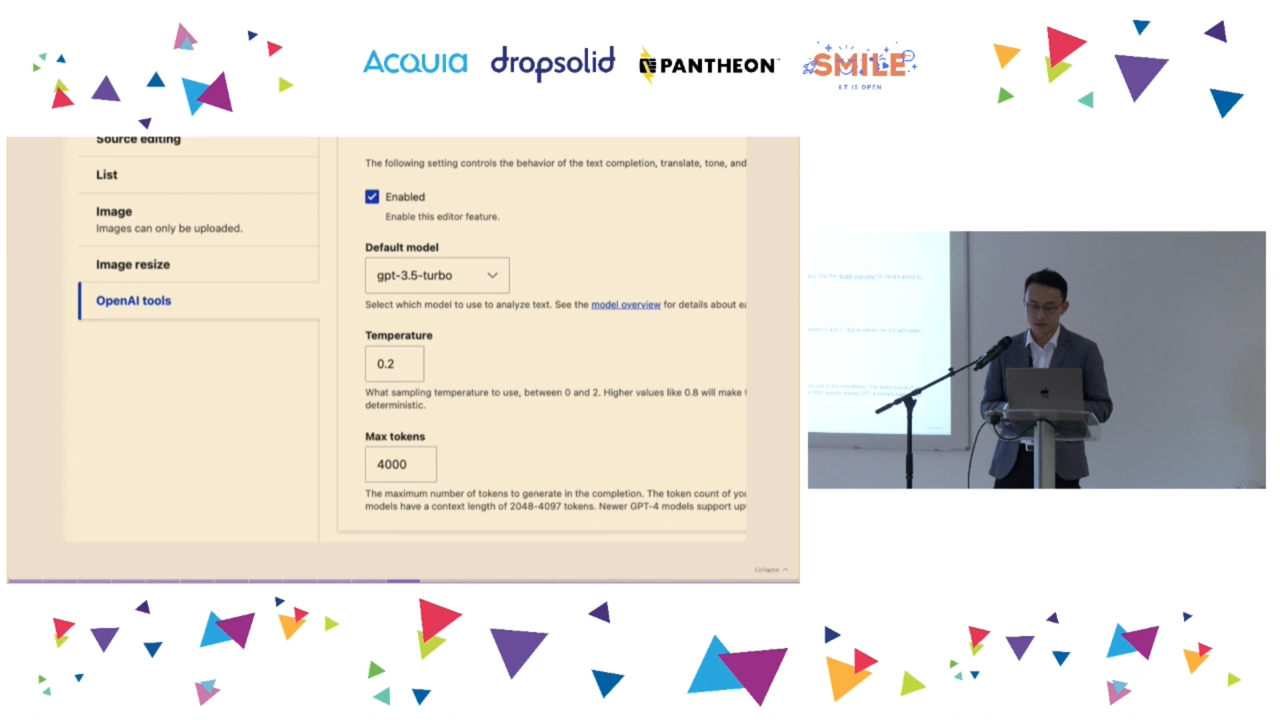 ACQUIA
dropsolid
PANTHEON
SMILE
I.T IS OPEN
Source editing
List
Image
Images can only be uploaded.
Image resize
OpenAI tools
The following setting controls the behavior of the text completion, translate, tone, and
Enabled
Enable this editor feature.
Default model
gpt-3.5-turbo
Select which model to use to analyze text. See the model overview for details about ea
Temperature
0.2
What sampling temperature to use, between 0 and 2. Higher values like 0.8 will make
deterministic.
Max tokens
4000
The maximum number of tokens to generate in the completion. The token count of you
models have a context length of 2048-4097 tokens. Newer GPT-4 models support up
Collapse